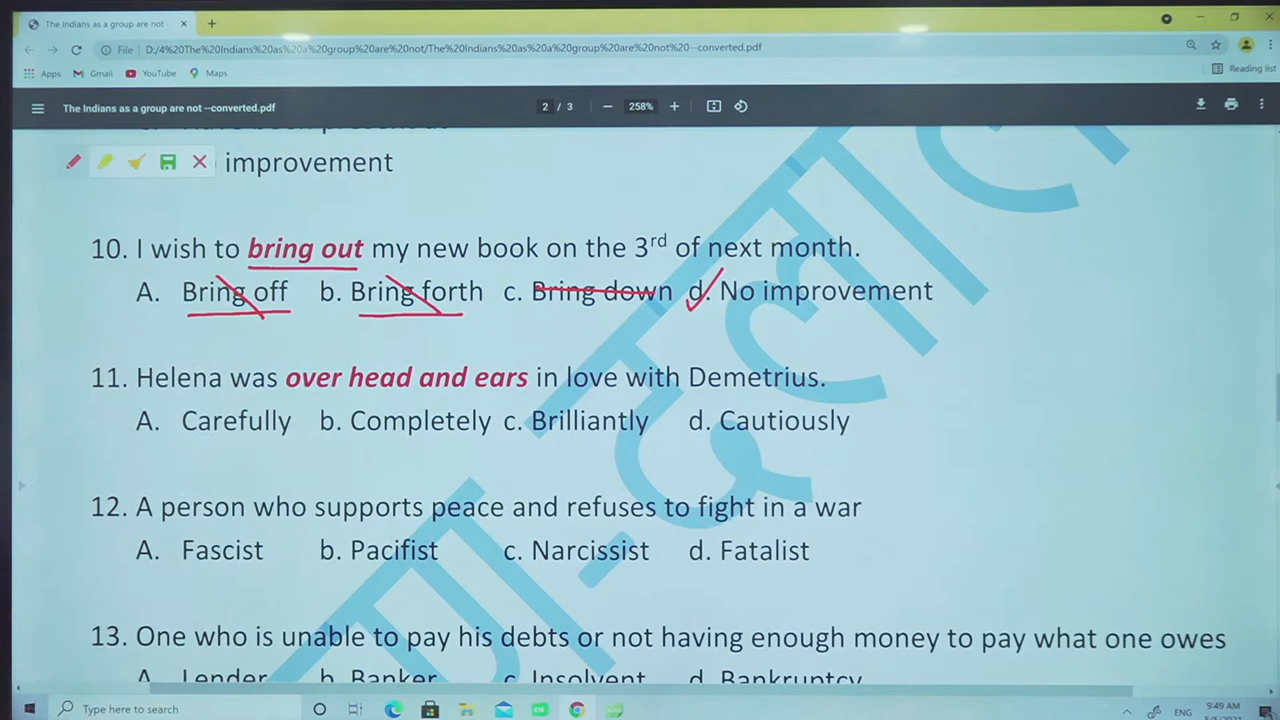 The Indians as a group are not --
File D:/4%20The%20Indians%20as%20a%20group%20are%20not/The%20Indians%20as%20a%20group%20are%20not%20--converted.pdf
Apps Gmail YouTube Maps Reading list
The Indians as a group are not --converted.pdf 2 / 3 258%
improvement
10. I wish to bring out my new book on the 3rd of next month.
A. Bring off b. Bring forth c. Bring down d. No improvement
11. Helena was over head and ears in love with Demetrius.
A. Carefully b. Completely c. Brilliantly d. Cautiously
12. A person who supports peace and refuses to fight in a war
A. Fascist b. Pacifist c. Narcissist d. Fatalist
13. One who is unable to pay his debts or not having enough money to pay what one owes
A. Lender b. Banker c. Insolvent d. Bankruptcy
Type here to search ENG 9:49 AM